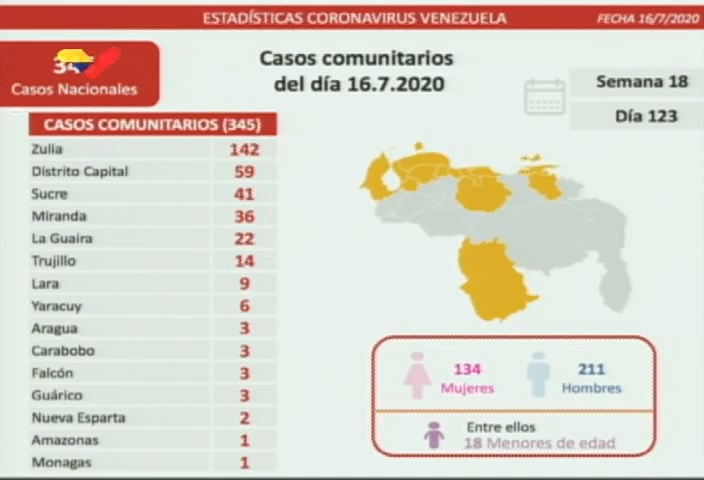 ESTADÍSTICAS CORONAVIRUS VENEZUELA
FECHA 16/7/2020
Casos Nacionales
Casos comunitarios
del día 16.7.2020
Semana 18
Día 123
CASOS COMUNITARIOS (345)
Zulia 142
Distrito Capital 59
Sucre 41
Miranda 36
La Guaira 22
Trujillo 14
Lara 9
Yaracuy 6
Aragua 3
Carabobo 3
Falcón 3
Guárico 3
Nueva Esparta 2
Amazonas 1
Monagas 1
134
Mujeres
211
Hombres
Entre ellos
18 Menores de edad